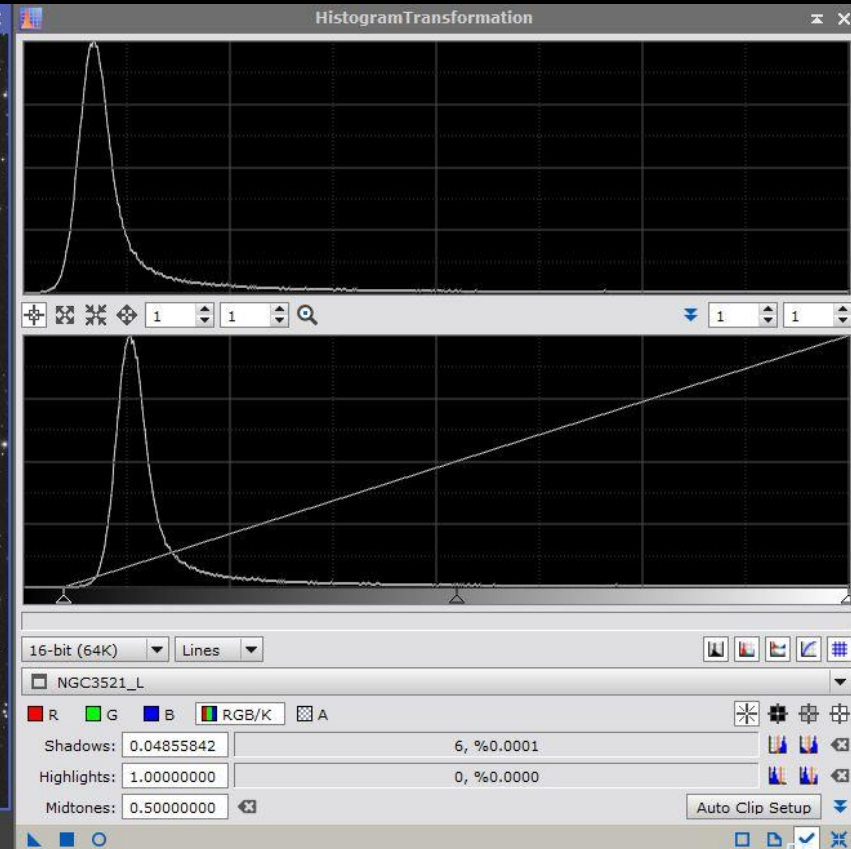 HistogramTransformation
1 1 1 1
16-bit (64K) Lines
NGC3521_L
R G B RGB/K A
Shadows: 0.04855842 6, %0.0001
Highlights: 1.00000000 0, %0.0000
Midtones: 0.50000000 Auto Clip Setup